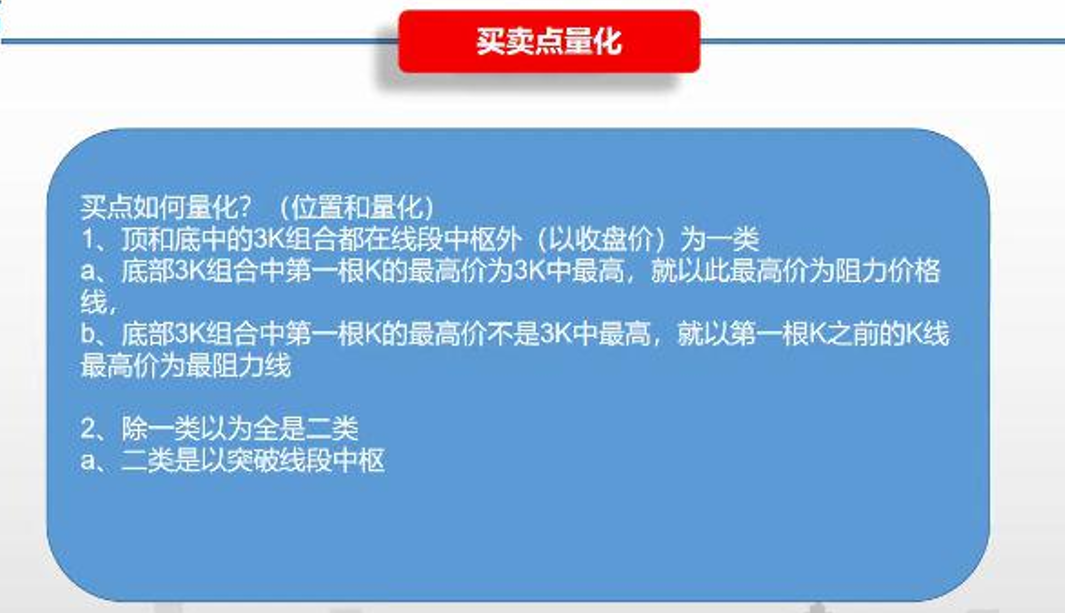 买卖点量化
买点如何量化？（位置和量化）
1、顶和底中的3K组合都在线段中枢外（以收盘价）为一类
a、底部3K组合中第一根K的最高价为3K中最高，就以此最高价为阻力价格
线，
b、底部3K组合中第一根K的最高价不是3K中最高，就以第一根K之前的K线
最高价为最阻力线
2、除一类以为全是二类
a、二类是以突破线段中枢